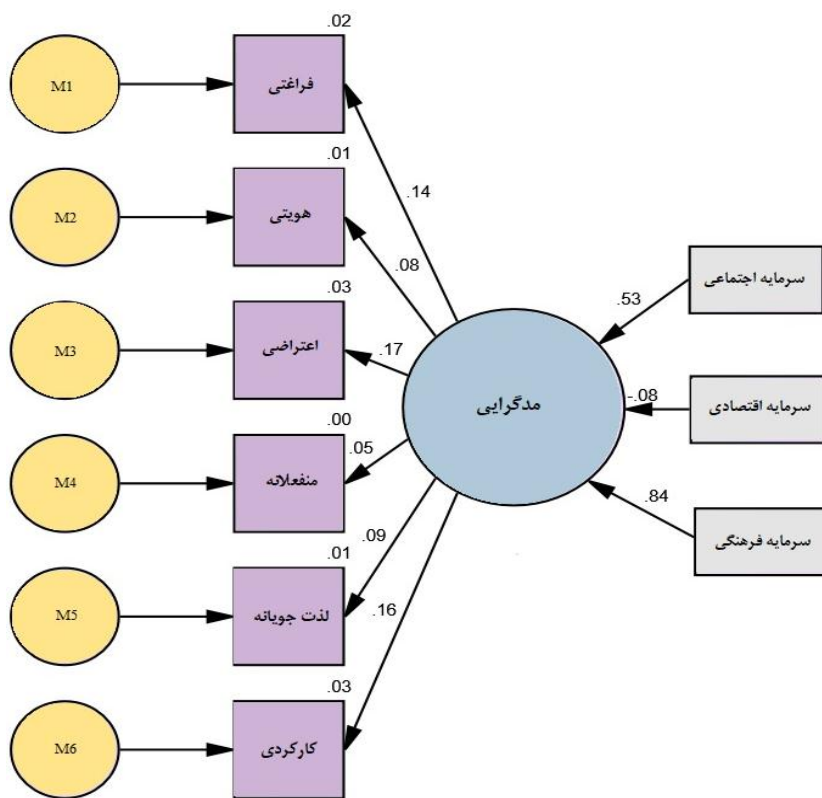 .02
M1
فراغتی
.14
.01
M2
هویتی
.08
.03
M3
اعتراضی
.17
.00
M4
منفعلانه
.05
.01
M5
لذت جویانه
.09
.03
M6
کارکردی
.16
مدگرایی
سرمایه اجتماعی
.53
سرمایه اقتصادی
-.08
سرمایه فرهنگی
.84